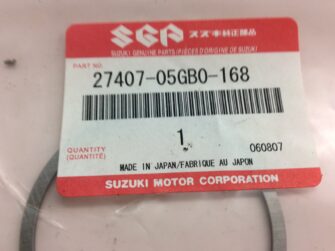 SGP スズキ純正部品
SUZUKI GENUINE PARTS/PIÈCES D'ORIGINE DE SUZUKI
PART NO.
27407-05GB0-168
1
060807
QUANTITY
(QUANTITÉ)
MADE IN JAPAN/FABRIQUE AU JAPON
SUZUKI MOTOR CORPORATION